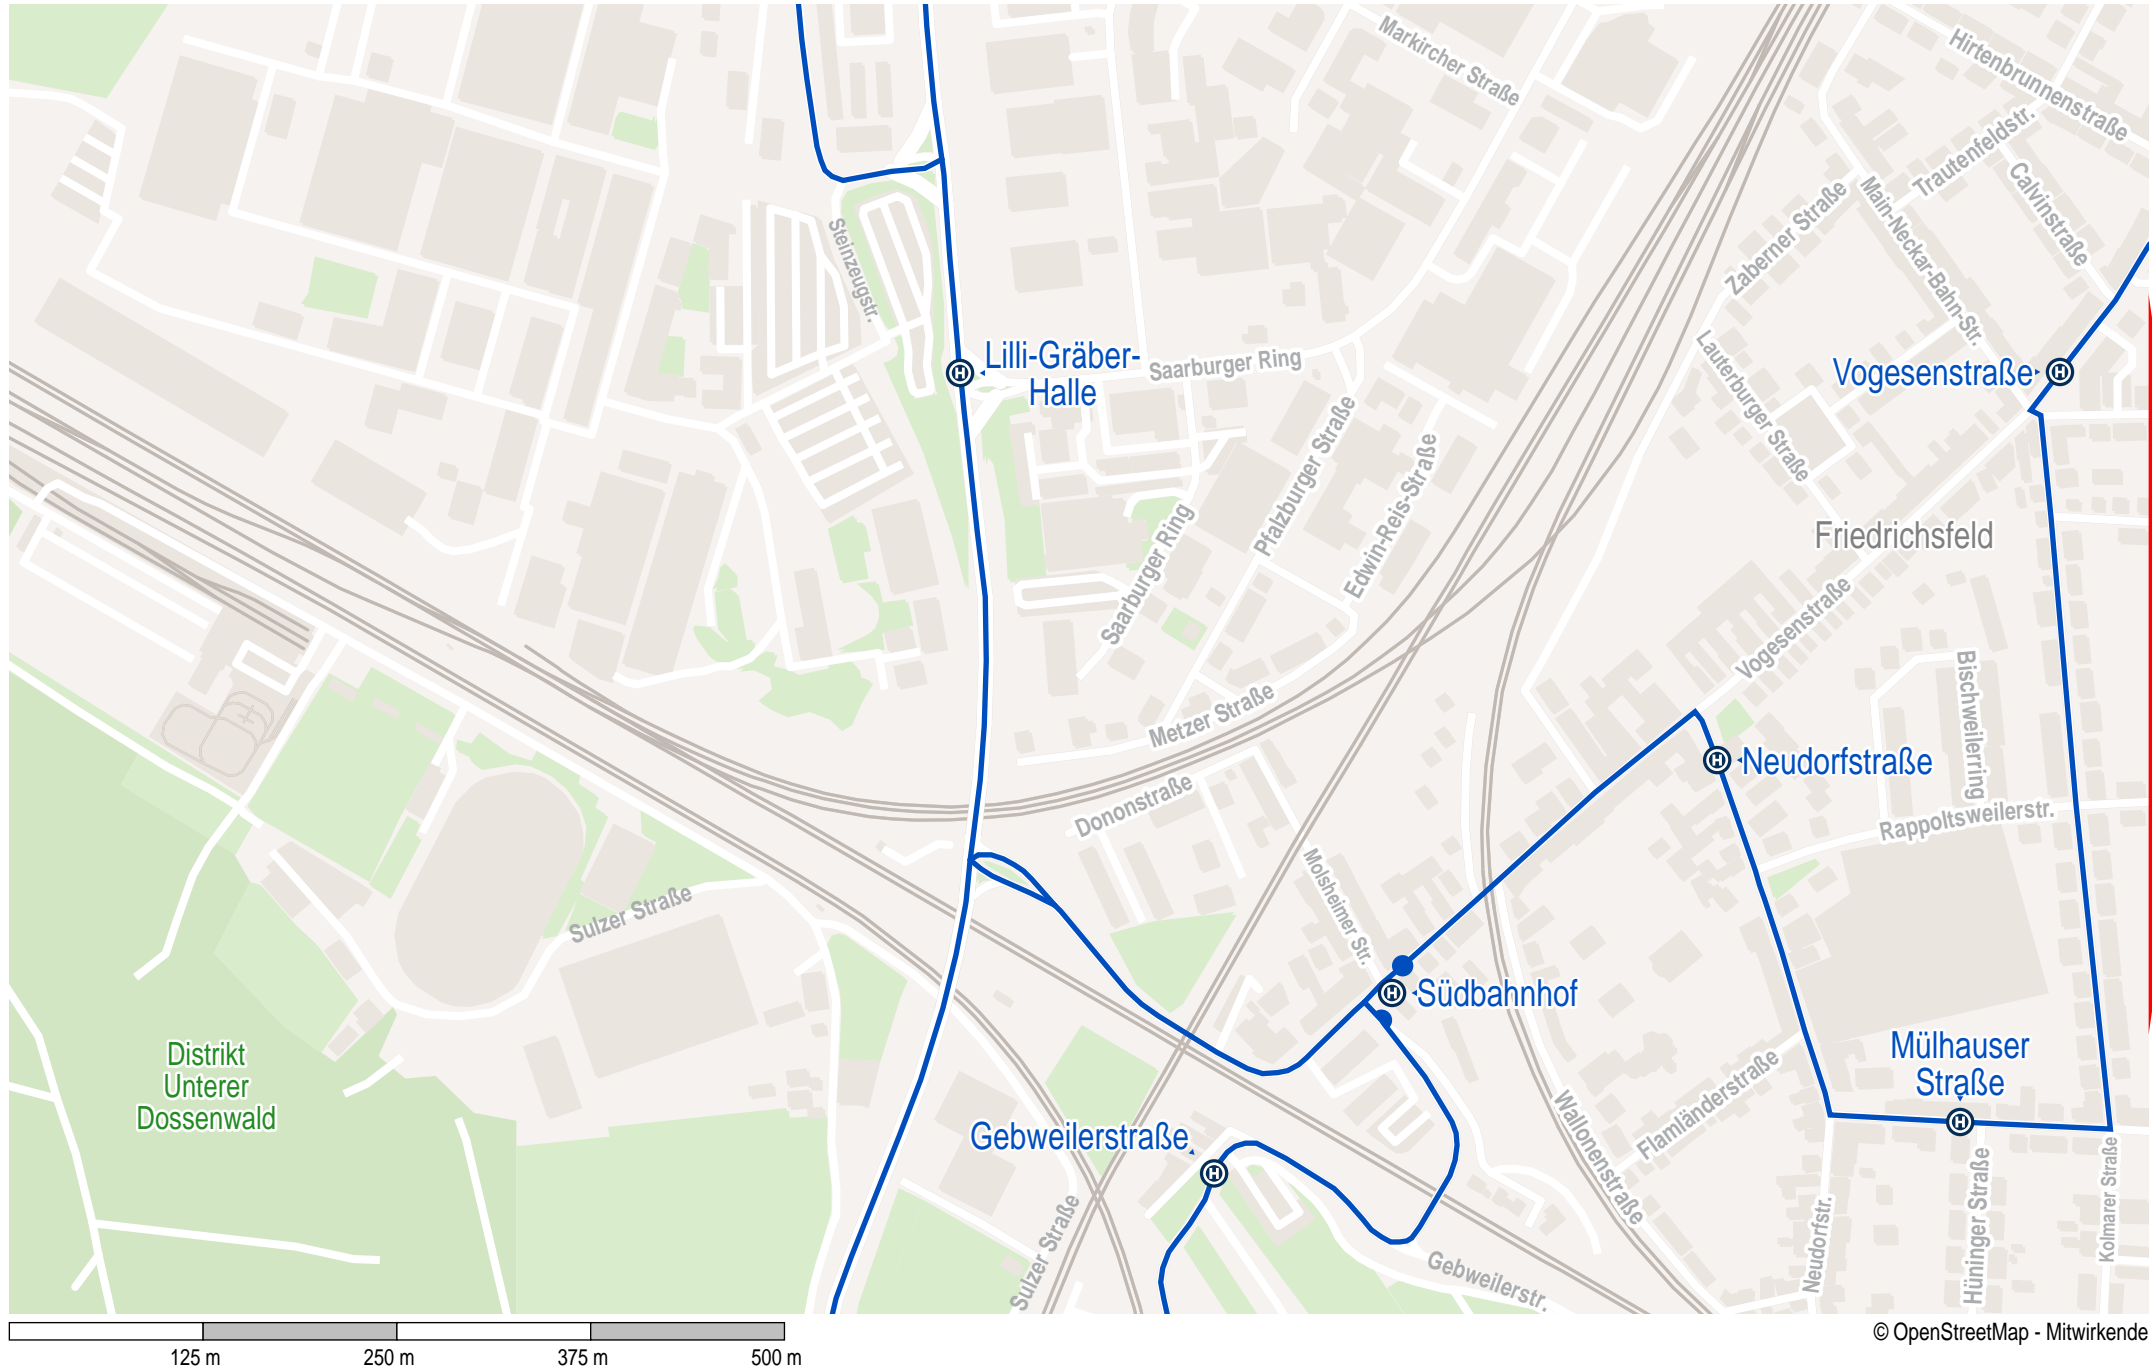 Markircher Straße
Hirtenbrunnenstraße
Trautenfeldstr.
Calvinstraße
Main-Neckar-Bahn-Str.
Zaberner Straße
Steinzeugstr.
Lilli-Gräber-
Halle
Saarburger Ring
Lauterburger Straße
Vogesenstraße
H
H
Pfalzburger Straße
Edwin-Reis-Straße
Saarburger Ring
Friedrichsfeld
Vogesenstraße
Bischweilerring
Metzer Straße
Neudorfstraße
H
Dononstraße
Rappoltsweilerstr.
Molsheimer Str.
Sulzer Straße
Südbahnhof
H
Distrikt
Unterer
Dossenwald
Mülhauser
Straße
H
Flamländerstraße
Wallonenstraße
Gebweilerstraße
H
Sulzer Straße
Gebweilerstr.
Neudorfstr.
Hüninger Straße
Kolmarer Straße
125 m
250 m
375 m
500 m
© OpenStreetMap - Mitwirkende